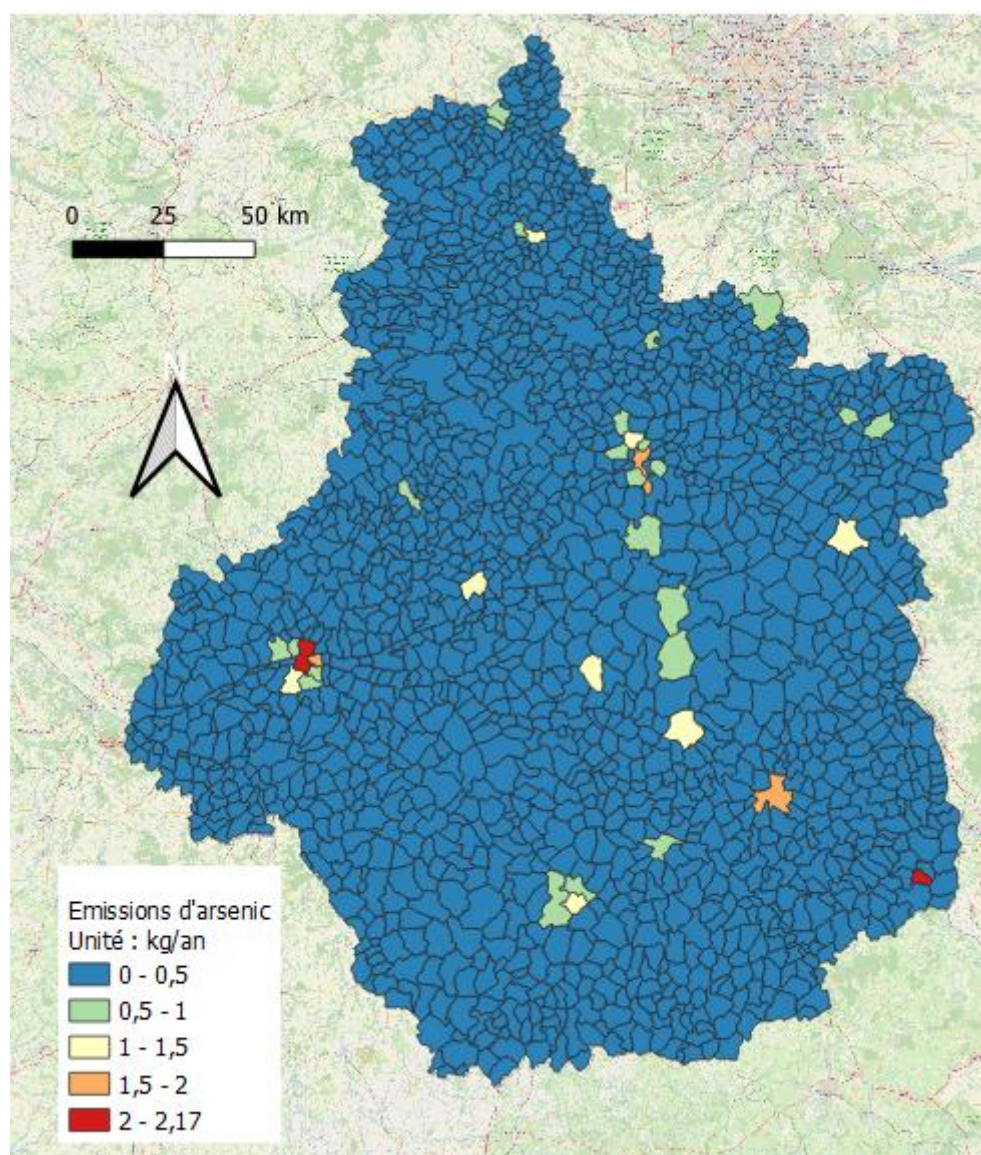 0 25 50 km
N
Emissions d'arsenic
Unité : kg/an
0 - 0,5
0,5 - 1
1 - 1,5
1,5 - 2
2 - 2,17